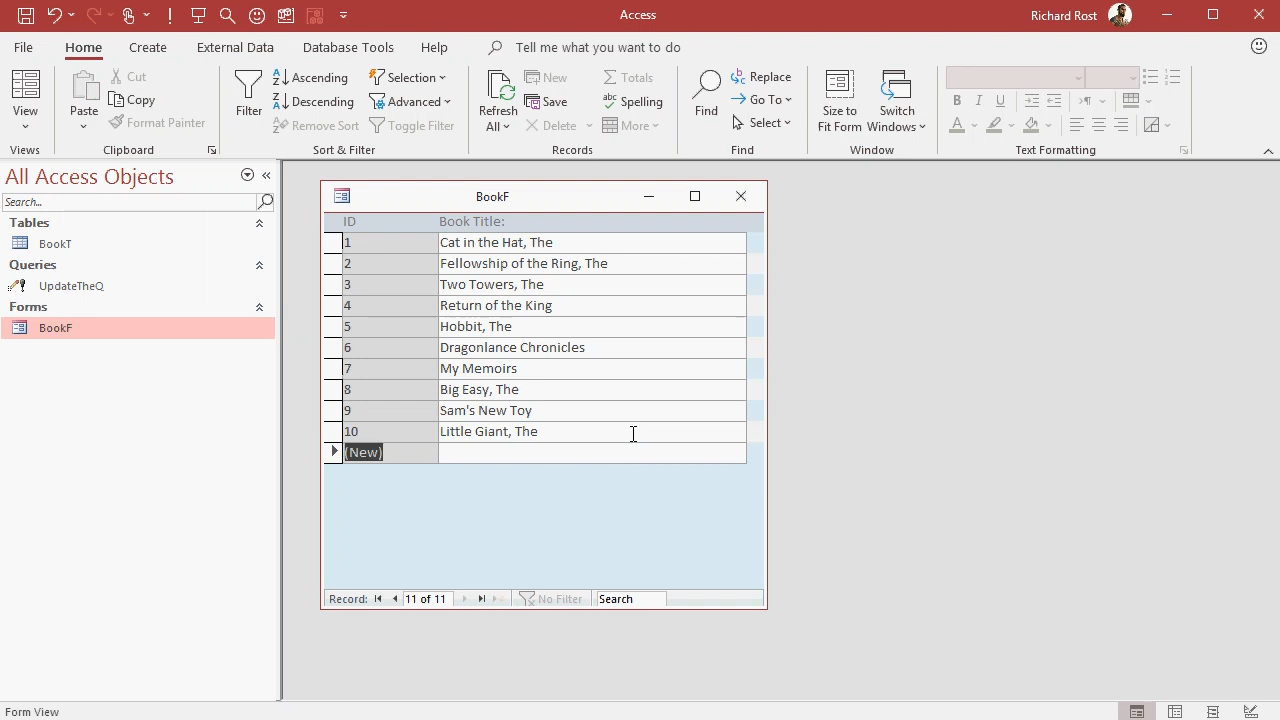 Access
Richard Rost
File Home Create External Data Database Tools Help Tell me what you want to do
View
Views
Paste
Cut
Copy
Format Painter
Clipboard
Filter
Ascending
Descending
Remove Sort
Selection
Advanced
Toggle Filter
Sort & Filter
Refresh
All
New
Save
Delete
Totals
Spelling
More
Records
Find
Replace
Go To
Select
Find
Size to
Fit Form
Switch
Windows
Window
B I U
Text Formatting
All Access Objects
Search...
Tables
BookT
Queries
UpdateTheQ
Forms
BookF
BookF
ID Book Title:
1 Cat in the Hat, The
2 Fellowship of the Ring, The
3 Two Towers, The
4 Return of the King
5 Hobbit, The
6 Dragonlance Chronicles
7 My Memoirs
8 Big Easy, The
9 Sam's New Toy
10 Little Giant, The
(New)
Record: 11 of 11 No Filter Search
Form View